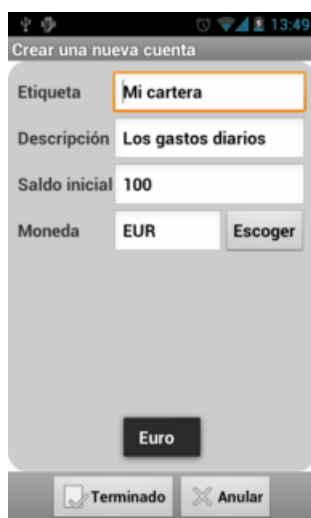 13:49
Crear una nueva cuenta
Etiqueta Mi cartera
Descripción Los gastos diarios
Saldo inicial 100
Moneda EUR Escoger
Euro
Terminado Anular